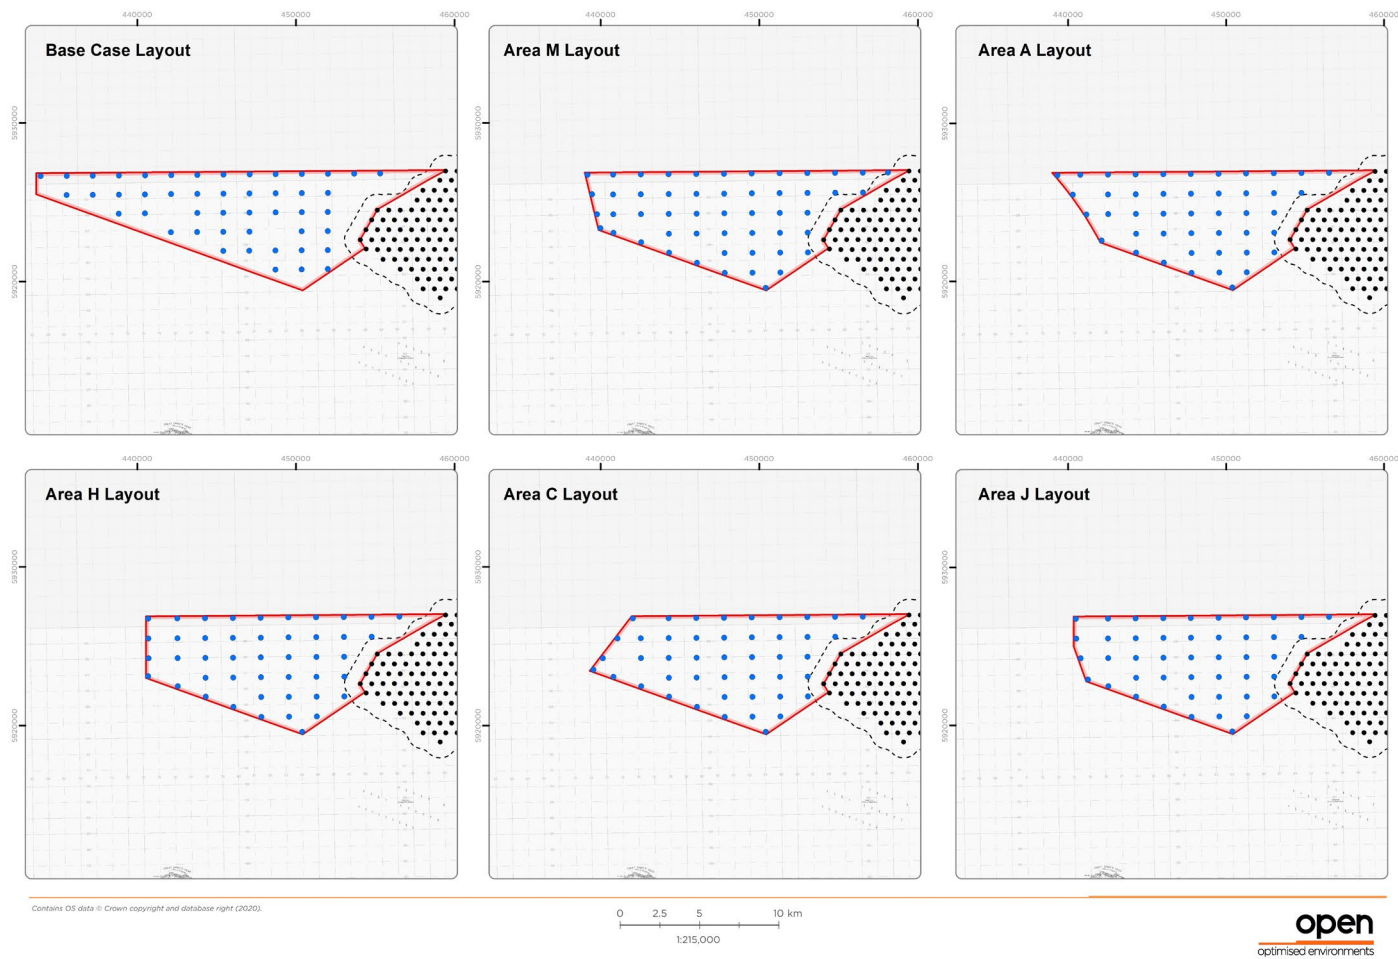 440000 450000 460000 440000 450000 460000 440000 450000 460000
Base Case Layout
Area M Layout
Area A Layout
5930000 5930000 5930000
5920000 5920000 5920000
440000 450000 460000 440000 450000 460000 440000 450000 460000
Area H Layout
Area C Layout
Area J Layout
5930000 5930000 5930000
5920000 5920000 5920000
Contains OS data © Crown copyright and database right (2020).
0 2.5 5 10 km
1:215,000
open
optimised environments